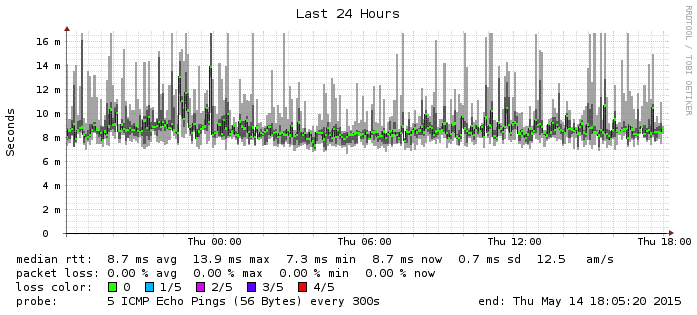 Last 24 Hours
RRDTOOL / TOBI OETIKER
Seconds
16 m
14 m
12 m
10 m
8 m
6 m
4 m
2 m
0
Thu 00:00 Thu 06:00 Thu 12:00 Thu 18:00
median rtt: 8.7 ms avg 13.9 ms max 7.3 ms min 8.7 ms now 0.7 ms sd 12.5 am/s
packet loss: 0.00 % avg 0.00 % max 0.00 % min 0.00 % now
loss color: 0 1/5 2/5 3/5 4/5
probe: 5 ICMP Echo Pings (56 Bytes) every 300s end: Thu May 14 18:05:20 2015